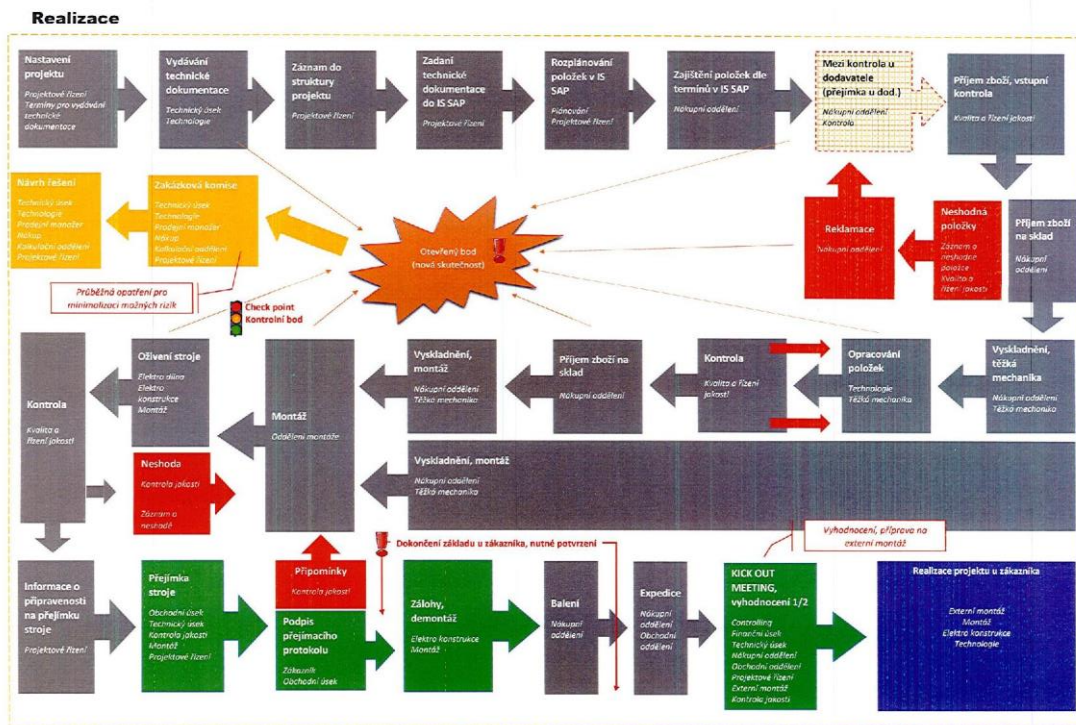 Realizace
Nastavení
projektu
Projektové řízení
Termíny pro vydávání
technické
dokumentace
Vydávání
technické
dokumentace
Technický úsek
Technologie
Záznam do
struktury
projektu
Projektové řízení
Zadaní
technické
dokumentace
do IS SAP
Projektové řízení
Rozplánování
položek v IS
SAP
Plánování
Projektové řízení
Zajištění položek dle
termínů v IS SAP
Nákupní oddělení
Mezi kontrola u
dodavatele
(přejímka u dod.)
Nákupní oddělení
Kontrola
Příjem zboží, vstupní
kontrola
Kvalita a řízení jakosti
Návrh řešení
Technický úsek
Technologie
Prodejní manažer
Nákup
Kalkulační oddělení
Projektové řízení
Zakázková komise
Technický úsek
Technologie
Prodejní manažer
Nákup
Kalkulační oddělení
Projektové řízení
Otevřený bod
(nová skutečnost)
Reklamace
Nákupní oddělení
Neshodná
položky
Záznam o
neshodné
položce
Kvalita a
řízení jakosti
Příjem zboží
na sklad
Nákupní
oddělení
Průběžná opatření pro
minimalizaci možných rizik
Check point
Kontrolní bod
Kontrola
Kvalita a
řízení jakosti
Oživení stroje
Elektro dílna
Elektro
konstrukce
Montáž
Montáž
Oddělení montáže
Vyskladnění,
montáž
Nákupní oddělení
Těžká mechanika
Příjem zboží na
sklad
Nákupní oddělení
Kontrola
Kvalita a řízení
jakosti
Opracování
položek
Technologie
Těžká mechanika
Vyskladnění,
těžká
mechanika
Nákupní oddělení
Těžká mechanika
Neshoda
Kontrola jakosti
Záznam o
neshodě
Vyskladnění, montáž
Nákupní oddělení
Těžká mechanika
Vyhodnocení, příprava na
externí montáž
Dokončení základu u zákazníka, nutné potvrzení
Informace o
připravenosti
na přejímku
stroje
Projektové řízení
Přejímka
stroje
Obchodní úsek
Technický úsek
Kontrola jakosti
Montáž
Projektové řízení
Připomínky
Kontrola jakosti
Podpis
přejímacího
protokolu
Zákazník
Obchodní úsek
Zálohy,
demontáž
Elektro konstrukce
Montáž
Balení
Nákupní
oddělení
Expedice
Nákupní
oddělení
Obchodní
oddělení
KICK OUT
MEETING,
vyhodnocení 1/2
Controlling
Finanční úsek
Technický úsek
Nákupní oddělení
Obchodní oddělení
Projektové řízení
Externí montáž
Kontrola jakosti
Realizace projektu u zákazníka
Externí montáž
Montáž
Elektro konstrukce
Technologie